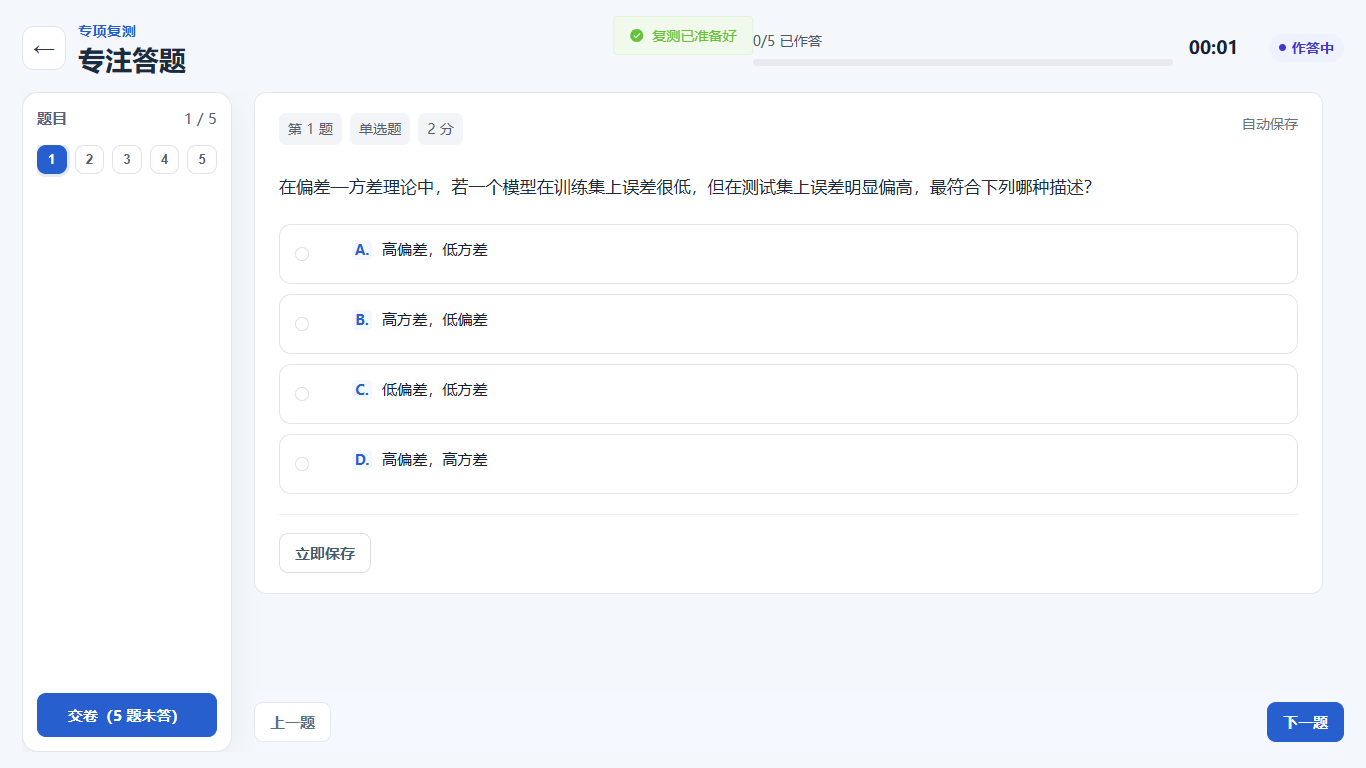 ←
专项复测
专注答题
复测已准备好
0/5 已作答
00:01
作答中
题目
1 / 5
1 2 3 4 5
交卷（5 题未答）
第 1 题 单选题 2 分
自动保存
在偏差—方差理论中，若一个模型在训练集上误差很低，但在测试集上误差明显偏高，最符合下列哪种描述？
A. 高偏差，低方差
B. 高方差，低偏差
C. 低偏差，低方差
D. 高偏差，高方差
立即保存
上一题
下一题